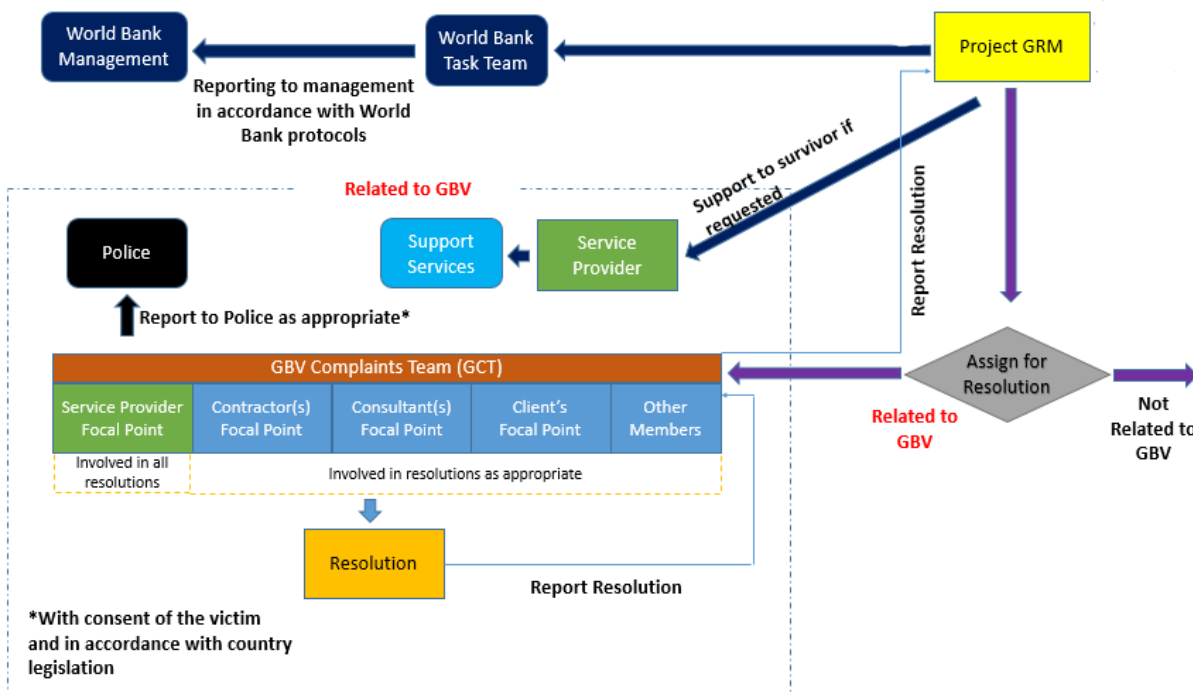 World Bank
Management
World Bank
Task Team
Project GRM
Reporting to management
in accordance with World
Bank protocols
Support to survivor if
requested
Report Resolution
Related to GBV
Police
Support
Services
Service
Provider
Report to Police as appropriate*
Assign for
Resolution
GBV Complaints Team (GCT)
Service Provider
Focal Point
Contractor(s)
Focal Point
Consultant(s)
Focal Point
Client's
Focal Point
Other
Members
Related to
GBV
Not
Related to
GBV
Involved in all
resolutions
Involved in resolutions as appropriate
Resolution
Report Resolution
*With consent of the victim
and in accordance with country
legislation